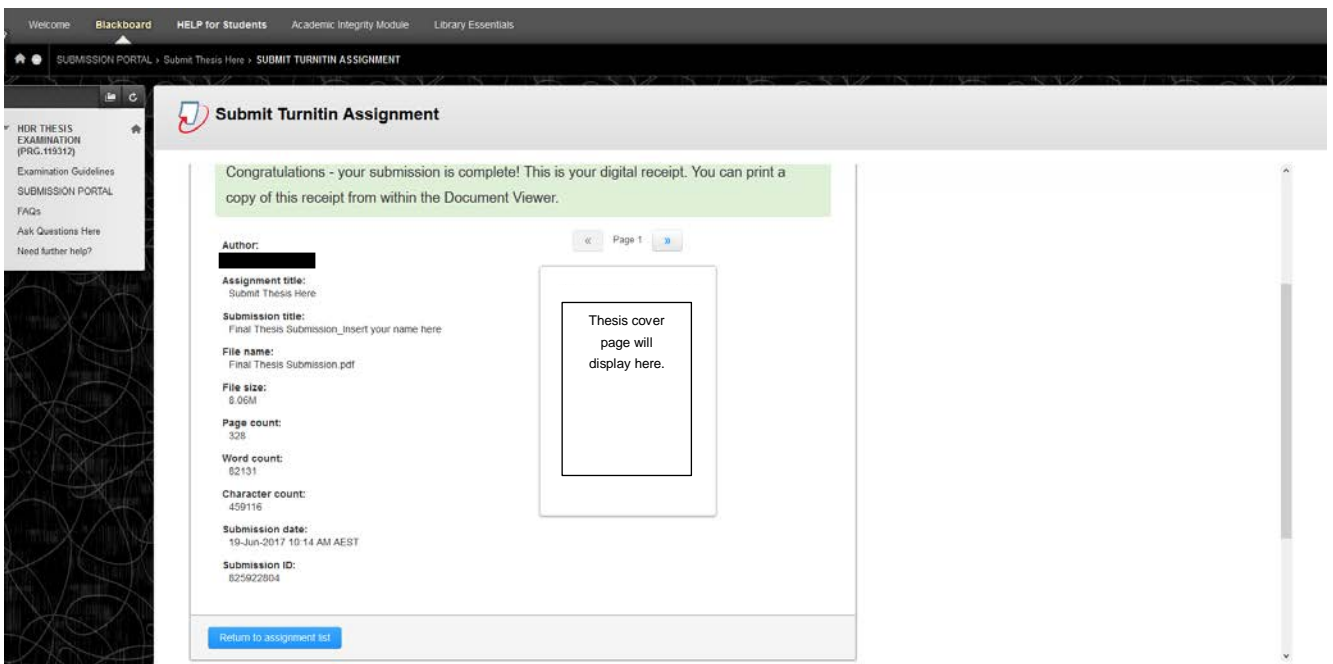 Welcome Blackboard HELP for Students Academic Integrity Module Library Essentials
SUBMISSION PORTAL › Submit Thesis Here › SUBMIT TURNITIN ASSIGNMENT
HDR THESIS
EXAMINATION
(PRG.119312)
Examination Guidelines
SUBMISSION PORTAL
FAQs
Ask Questions Here
Need further help?
Submit Turnitin Assignment
Congratulations - your submission is complete! This is your digital receipt. You can print a
copy of this receipt from within the Document Viewer.
Author:
Assignment title:
Submit Thesis Here
Submission title:
Final Thesis Submission_Insert your name here
File name:
Final Thesis Submission.pdf
File size:
8.06M
Page count:
328
Word count:
82131
Character count:
459116
Submission date:
19-Jun-2017 10:14 AM AEST
Submission ID:
825922804
« Page 1 »
Thesis cover
page will
display here.
Return to assignment list